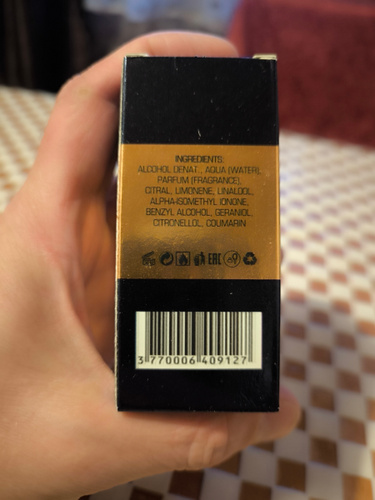 INGREDIENTS:
ALCOHOL DENAT., AQUA (WATER),
PARFUM (FRAGRANCE),
CITRAL, LIMONENE, LINALOOL,
ALPHA-ISOMETHYL IONONE,
BENZYL ALCOHOL, GERANIOL,
CITRONELLOL, COUMARIN
EAC
3 770006 409127